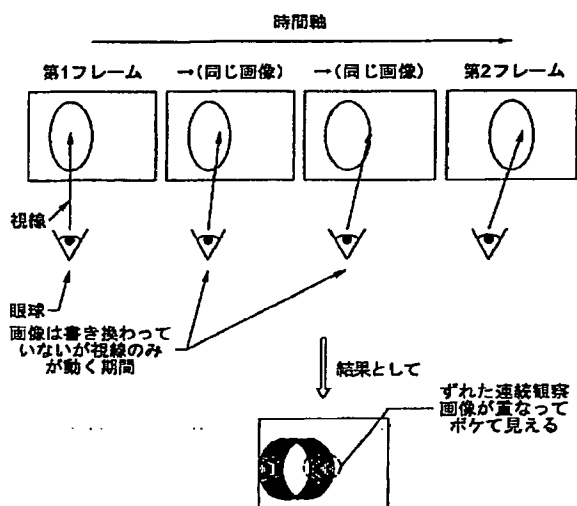 時間軸
第1フレーム
→(同じ画像)
→(同じ画像)
第2フレーム
視線
眼球
画像は書き換わって
いないが視線のみ
が動く期間
結果として
ずれた連続観察
画像が重なって
ボケて見える